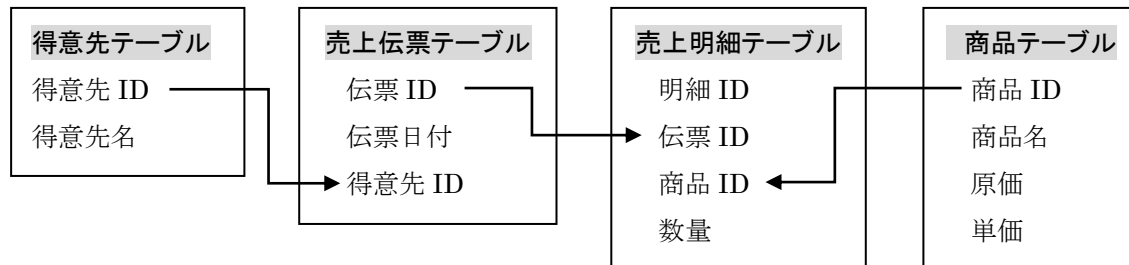 得意先テーブル
得意先 ID
得意先名
売上伝票テーブル
伝票 ID
伝票日付
得意先 ID
売上明細テーブル
明細 ID
伝票 ID
商品 ID
数量
商品テーブル
商品 ID
商品名
原価
単価